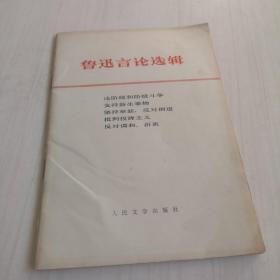 鲁迅言论选辑
论阶级和阶级斗争
支持新生事物
坚持革新，反对倒退
批判投降主义
反对调和、折衷
人民文学出版社